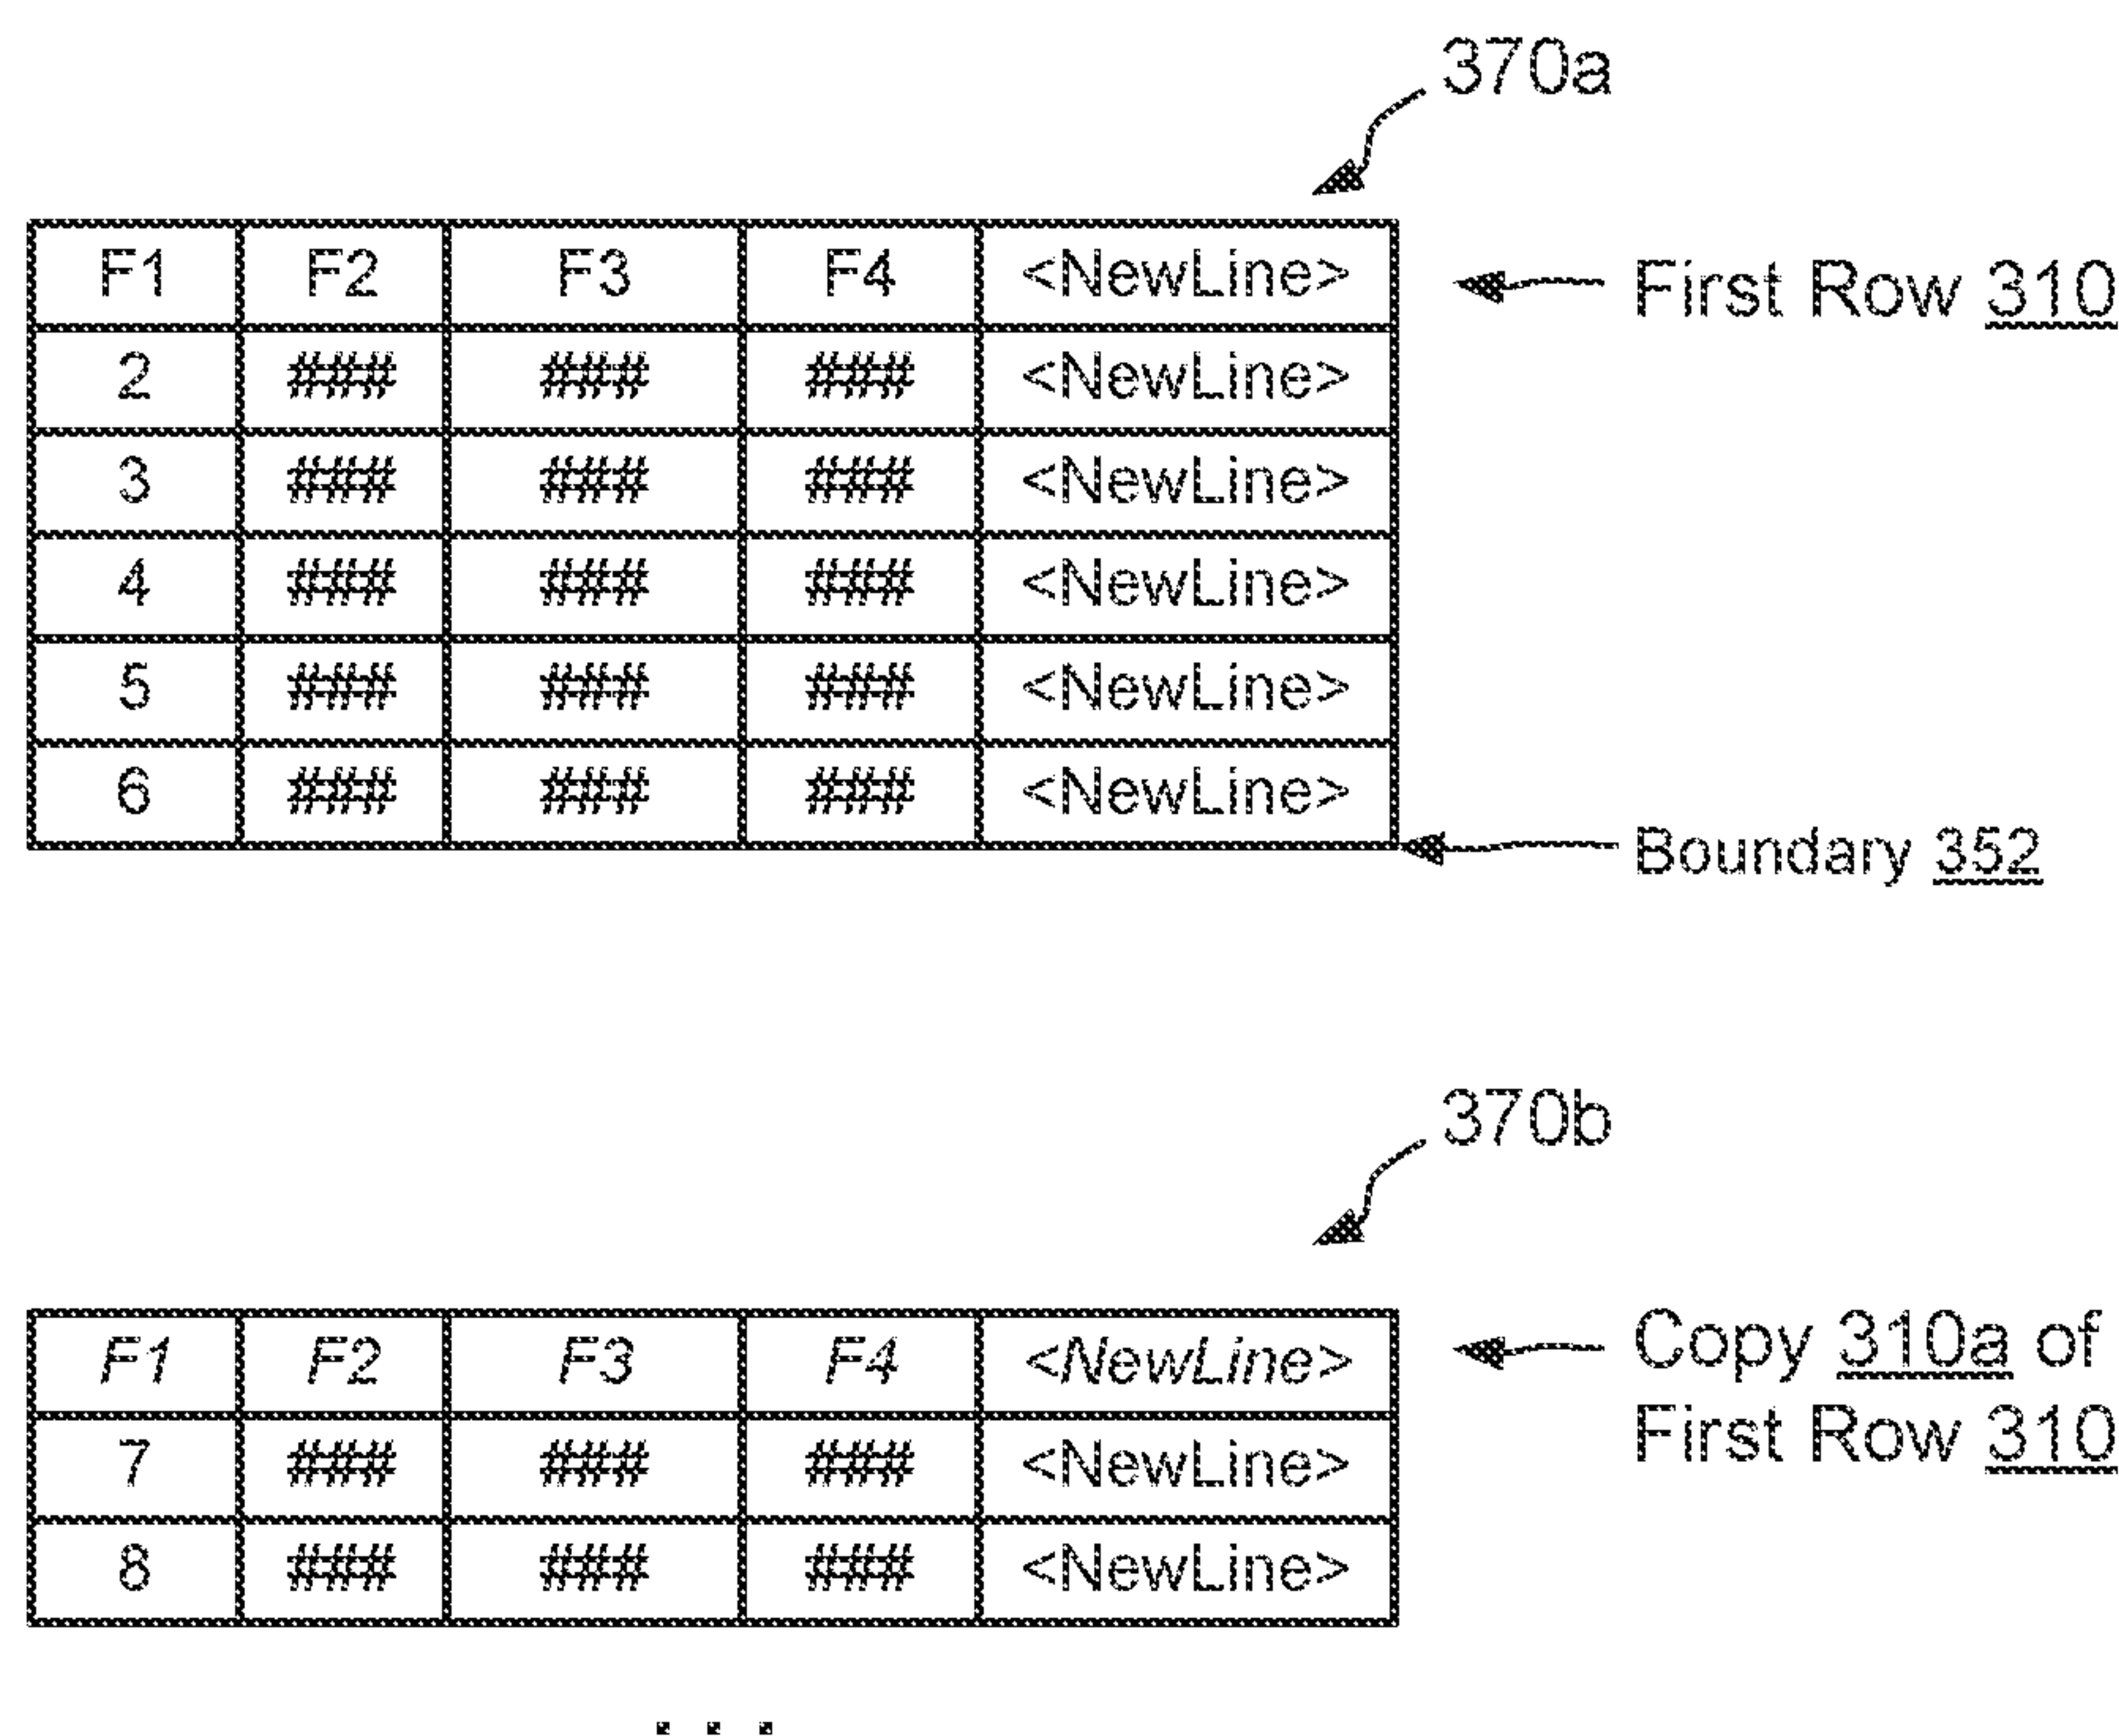 370a
F1 F2 F3 F4 <NewLine> First Row 310
2 ### ### ### <NewLine>
3 ### ### ### <NewLine>
4 ### ### ### <NewLine>
5 ### ### ### <NewLine>
6 ### ### ### <NewLine>
Boundary 352
370b
F1 F2 F3 F4 <NewLine> Copy 310a of
First Row 310
7 ### ### ### <NewLine>
8 ### ### ### <NewLine>
...